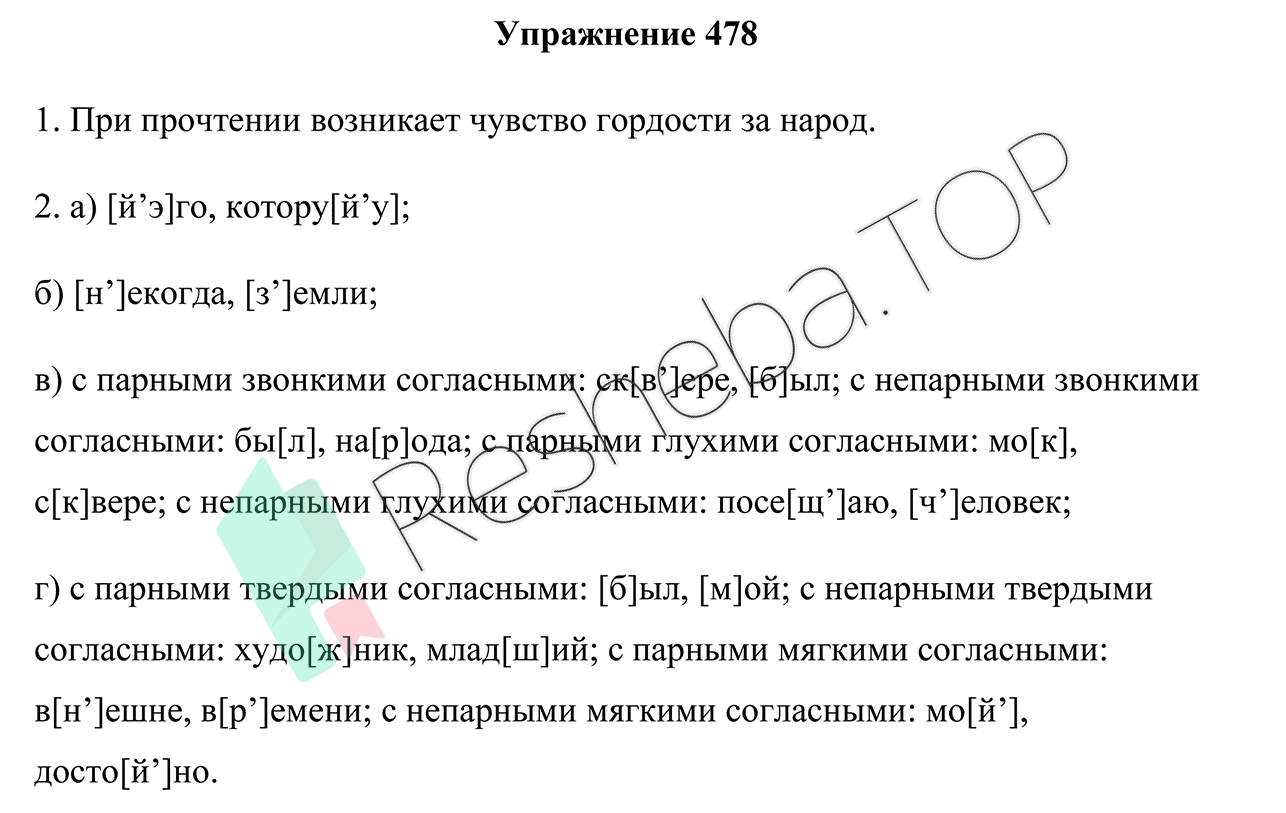 Упражнение 478
1. При прочтении возникает чувство гордости за народ.
2. а) [й’э]го, котору[й’у];
б) [н’]екогда, [з’]емли;
в) с парными звонкими согласными: ск[в’]ере, [б]ыл; с непарными звонкими
согласными: бы[л], на[р]ода; с парными глухими согласными: мо[к],
с[к]вере; с непарными глухими согласными: посе[щ’]аю, [ч’]еловек;
г) с парными твердыми согласными: [б]ыл, [м]ой; с непарными твердыми
согласными: худо[ж]ник, млад[ш]ий; с парными мягкими согласными:
в[н’]ешне, в[р’]емени; с непарными мягкими согласными: мо[й’],
досто[й’]но.
Resheba.TOP